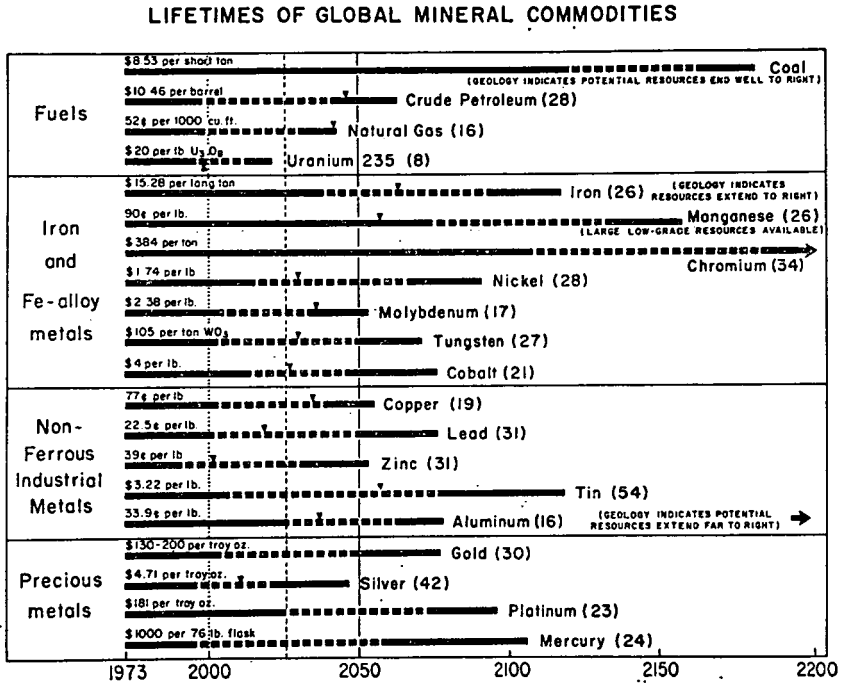 LIFETIMES OF GLOBAL MINERAL COMMODITIES
Fuels
$8.53 per short ton
Coal
(GEOLOGY INDICATES POTENTIAL RESOURCES END WELL TO RIGHT)
$10.46 per barrel
Crude Petroleum (28)
52¢ per 1000 cu.ft.
Natural Gas (16)
$20 per lb U3O8
Uranium 235 (8)
Iron
and
Fe-alloy
metals
$15.28 per long ton
Iron (26)
(GEOLOGY INDICATES
RESOURCES EXTEND TO RIGHT)
90¢ per lb.
Manganese (26)
(LARGE LOW-GRADE RESOURCES AVAILABLE)
$384 per ton
Chromium (34)
$1.74 per lb
Nickel (28)
$2.38 per lb.
Molybdenum (17)
$105 per ton WO3
Tungsten (27)
$4 per lb.
Cobalt (21)
Non-
Ferrous
Industrial
Metals
77¢ per lb
Copper (19)
22.5¢ per lb.
Lead (31)
39¢ per lb
Zinc (31)
$3.22 per lb.
Tin (54)
33.9¢ per lb.
Aluminum (16)
(GEOLOGY INDICATES POTENTIAL
RESOURCES EXTEND FAR TO RIGHT)
Precious
metals
$130-200 per troy oz.
Gold (30)
$4.71 per troy oz.
Silver (42)
$181 per troy oz.
Platinum (23)
$1000 per 76 lb. flask
Mercury (24)
1973 2000 2050 2100 2150 2200